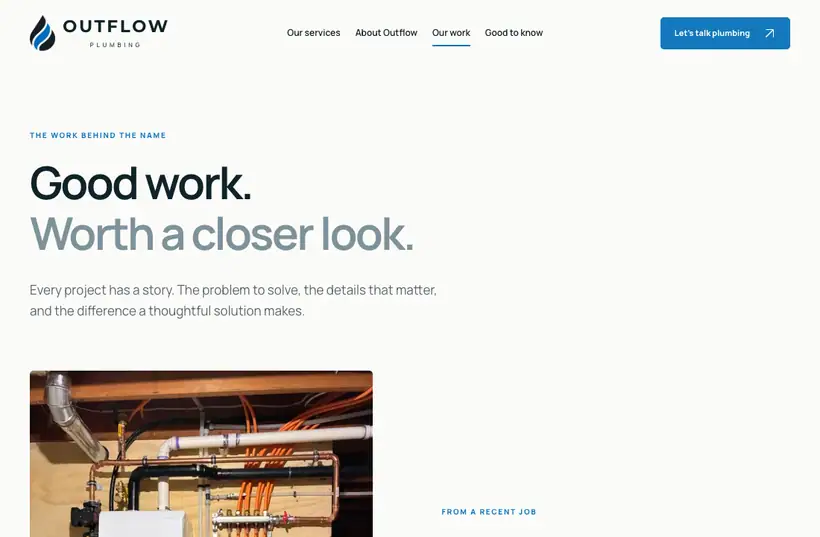 OUTFLOW
PLUMBING
Our services
About Outflow
Our work
Good to know
Let's talk plumbing
THE WORK BEHIND THE NAME
Good work.
Worth a closer look.
Every project has a story. The problem to solve, the details that matter,
and the difference a thoughtful solution makes.
FROM A RECENT JOB